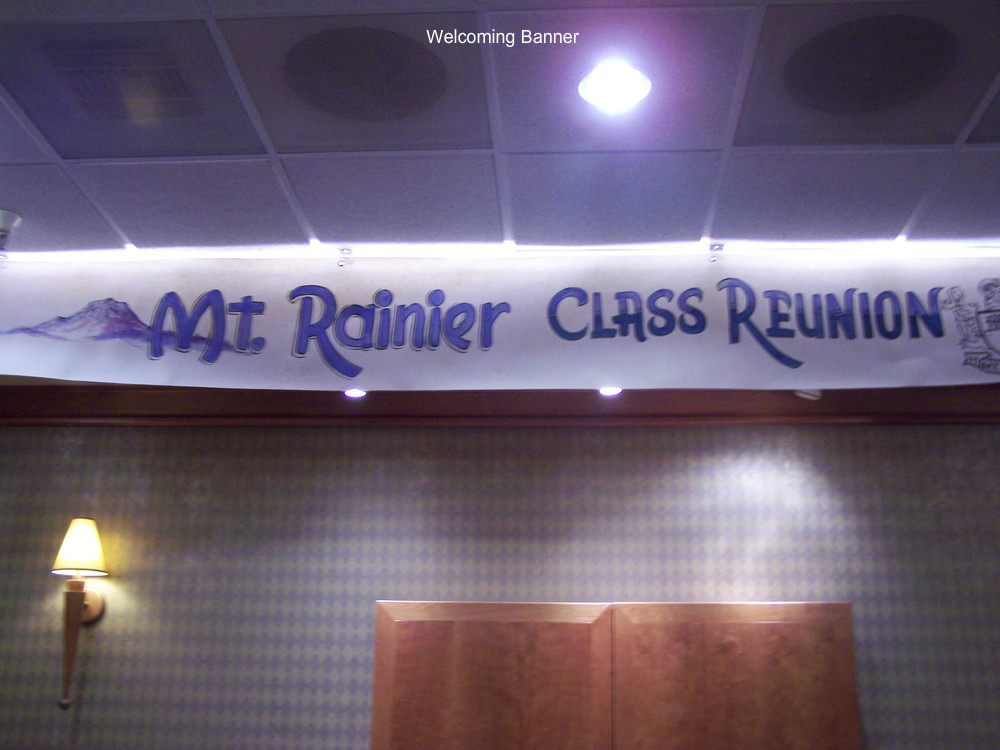 Welcoming Banner
Mt. Rainier CLASS REUNION